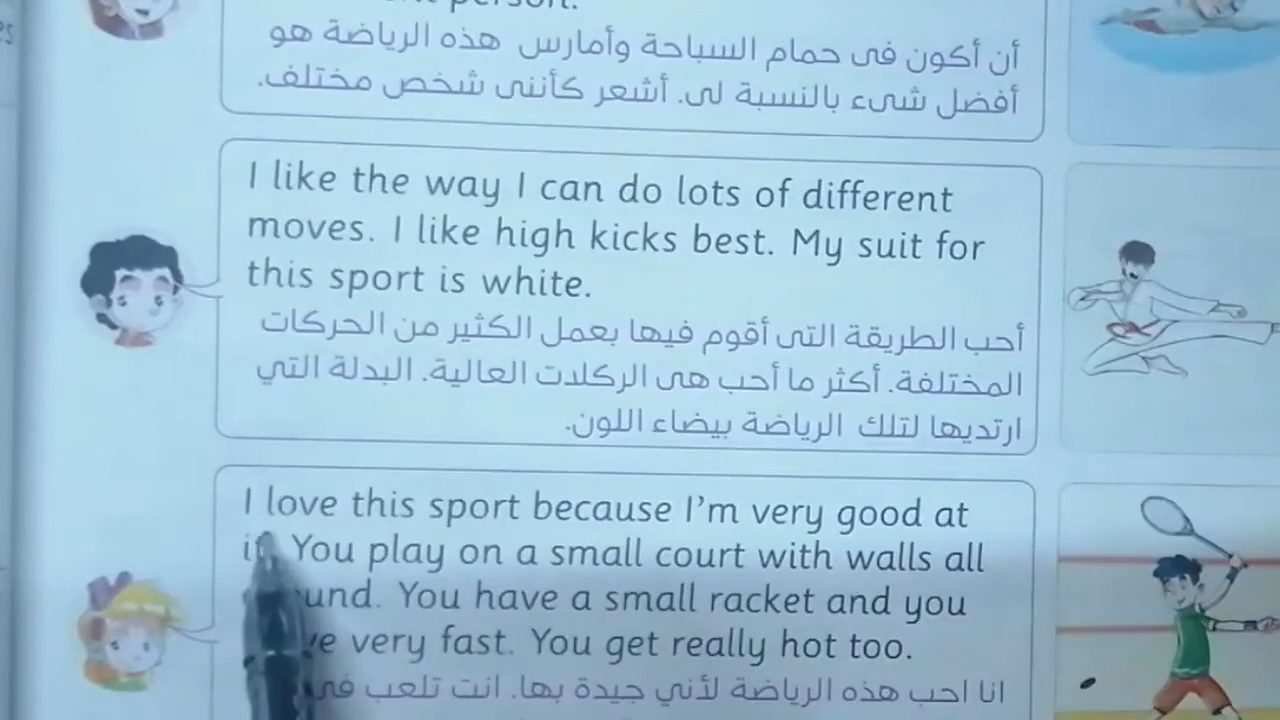 person.
أن أكون فى حمام السباحة وأمارس هذه الرياضة هو
أفضل شىء بالنسبة لى. أشعر كأننى شخص مختلف.
I like the way I can do lots of different
moves. I like high kicks best. My suit for
this sport is white.
أحب الطريقة التى أقوم فيها بعمل الكثير من الحركات
المختلفة. أكثر ما أحب هى الركلات العالية. البدلة التي
ارتديها لتلك الرياضة بيضاء اللون.
I love this sport because I'm very good at
You play on a small court with walls all
You have a small racket and you
very fast. You get really hot too.
انا احب هذه الرياضة لأني جيدة بها. انت تلعب في